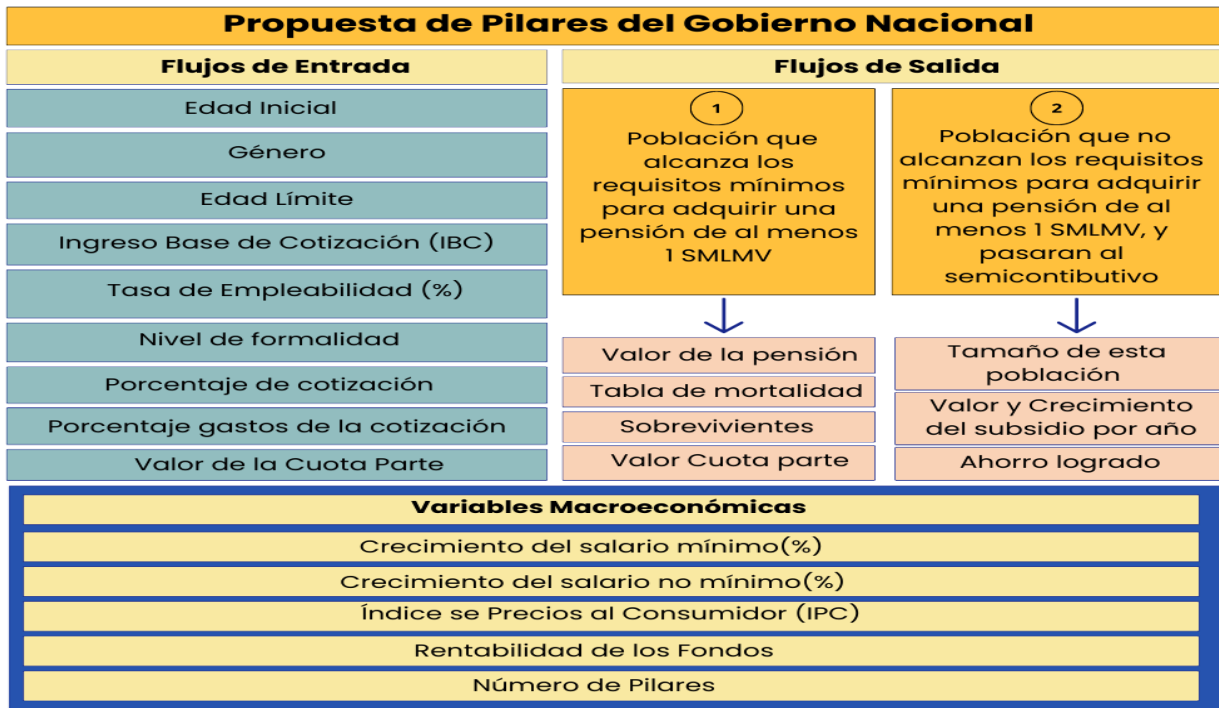 Propuesta de Pilares del Gobierno Nacional
Flujos de Entrada
Edad Inicial
Género
Edad Límite
Ingreso Base de Cotización (IBC)
Tasa de Empleabilidad (%)
Nivel de formalidad
Porcentaje de cotización
Porcentaje gastos de la cotización
Valor de la Cuota Parte
Flujos de Salida
1
Población que
alcanza los
requisitos mínimos
para adquirir una
pensión de al menos
1 SMLMV
Valor de la pensión
Tabla de mortalidad
Sobrevivientes
Valor Cuota parte
2
Población que no
alcanzan los requisitos
mínimos para adquirir
una pensión de al
menos 1 SMLMV, y
pasaran al
semicontibutivo
Tamaño de esta
población
Valor y Crecimiento
del subsidio por año
Ahorro logrado
Variables Macroeconómicas
Crecimiento del salario mínimo(%)
Crecimiento del salario no mínimo(%)
Índice se Precios al Consumidor (IPC)
Rentabilidad de los Fondos
Número de Pilares